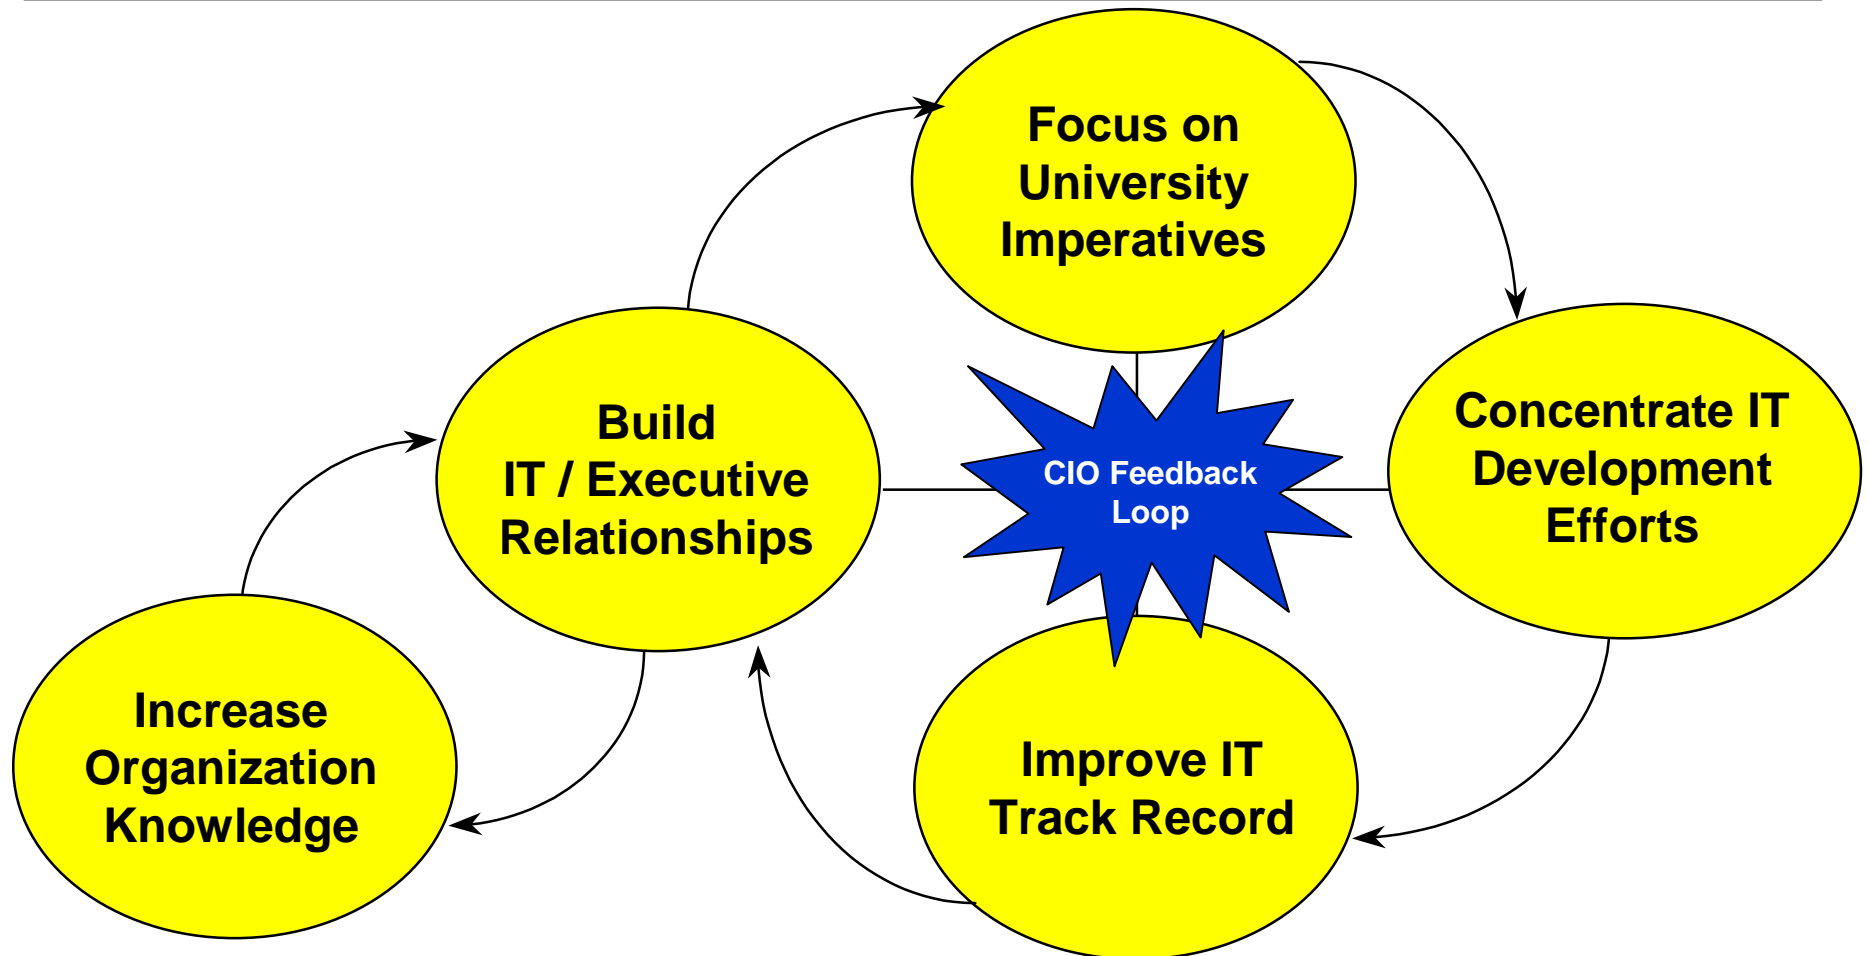 Focus on
University
Imperatives
Build
IT / Executive
Relationships
CIO Feedback
Loop
Concentrate IT
Development
Efforts
Increase
Organization
Knowledge
Improve IT
Track Record